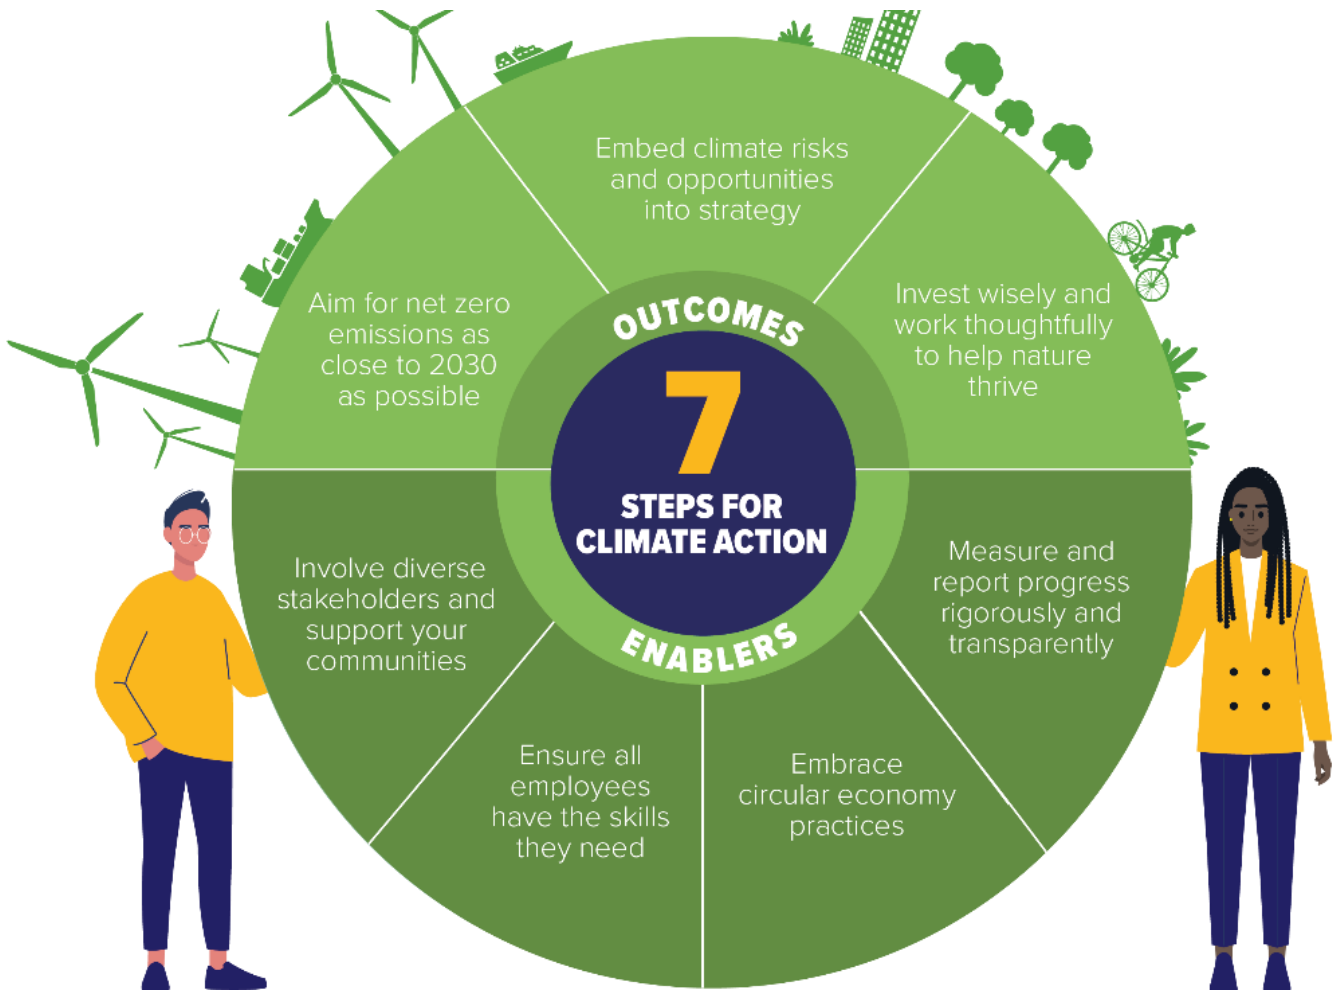 Embed climate risks
and opportunities
into strategy
Aim for net zero
emissions as
close to 2030
as possible
Invest wisely and
work thoughtfully
to help nature
thrive
OUTCOMES
7
STEPS FOR
CLIMATE ACTION
ENABLERS
Involve diverse
stakeholders and
support your
communities
Measure and
report progress
rigorously and
transparently
Ensure all
employees
have the skills
they need
Embrace
circular economy
practices